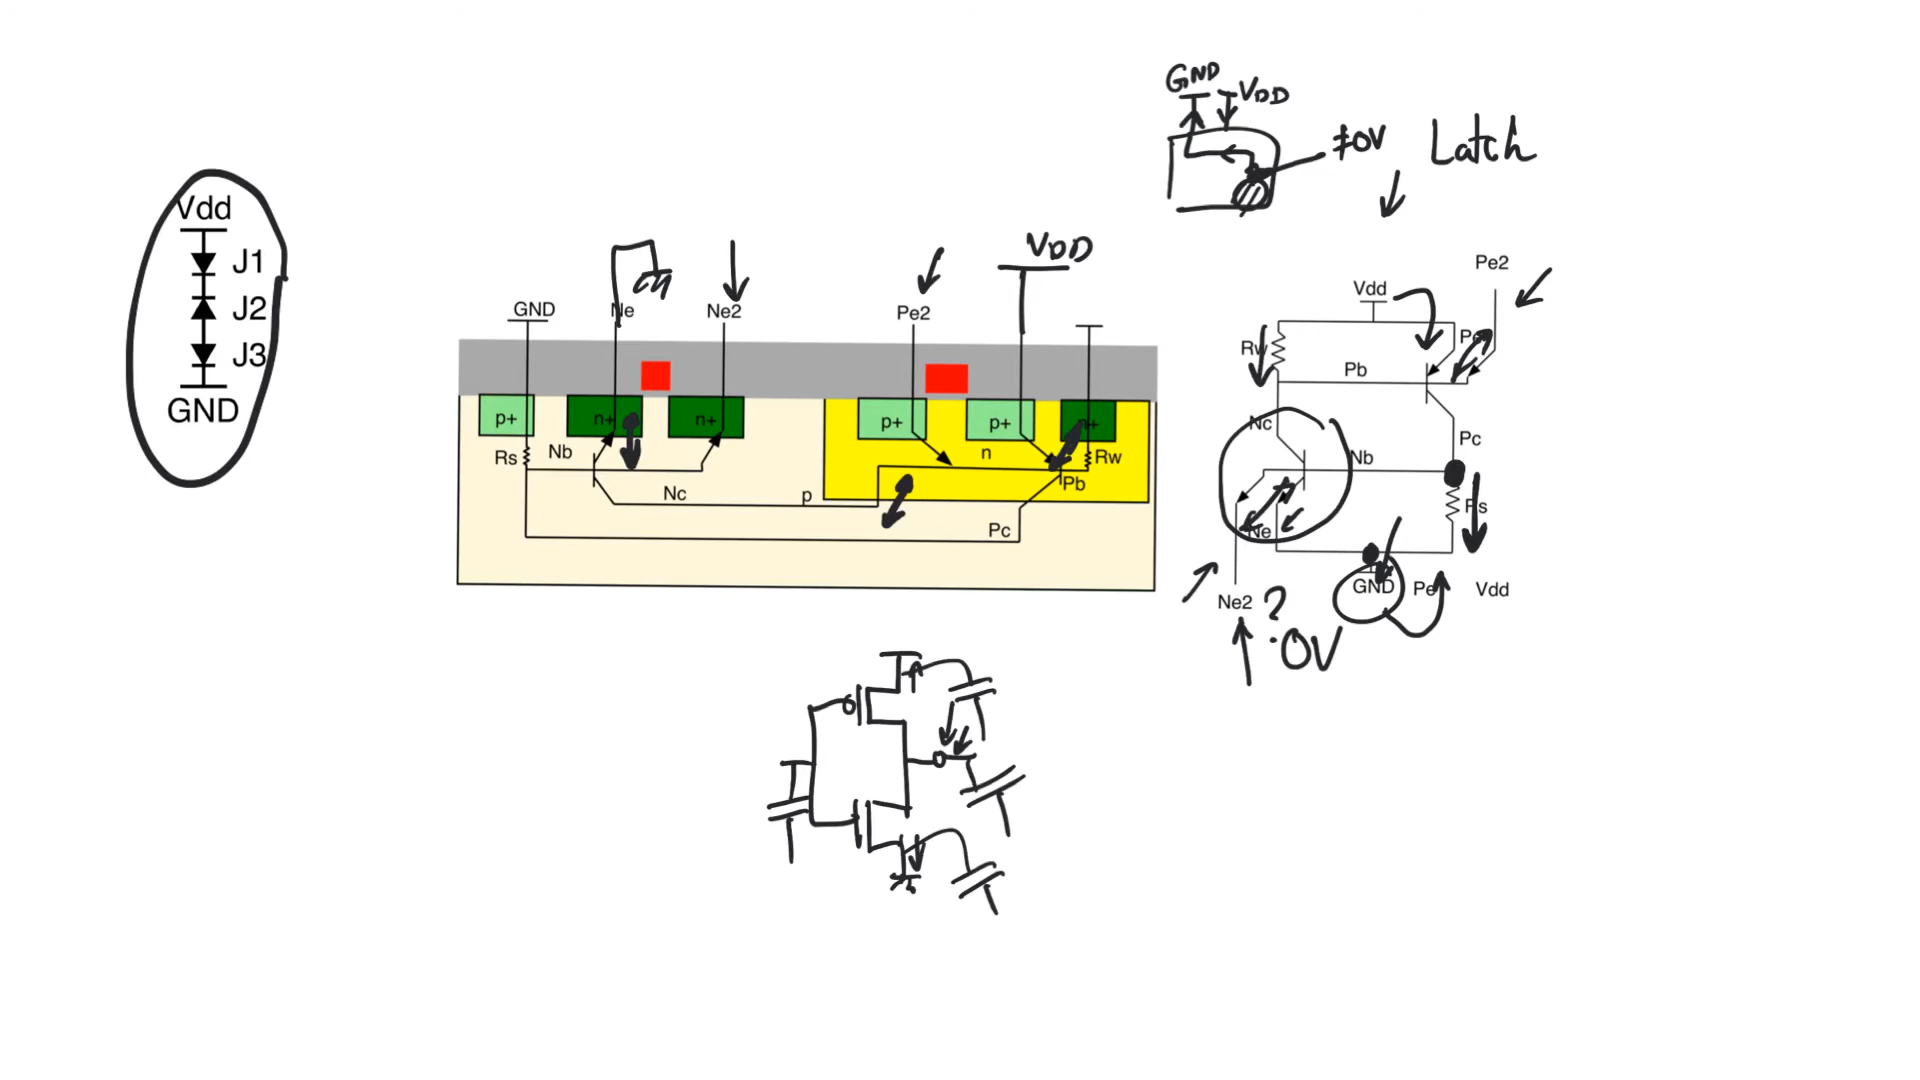 GND
VDD
≠0V
Latch
Vdd
J1
J2
J3
GND
VDD
GND
Ne
Ne2
Pe2
p+
n+
n+
p+
p+
n+
Rs
Nb
n
Rw
Nc
p
Pb
Pc
Pe2
Vdd
Rw
Pe
Pb
Nc
Pc
Nb
Rs
Ne
GND
Pe
Vdd
Ne2
?
0V